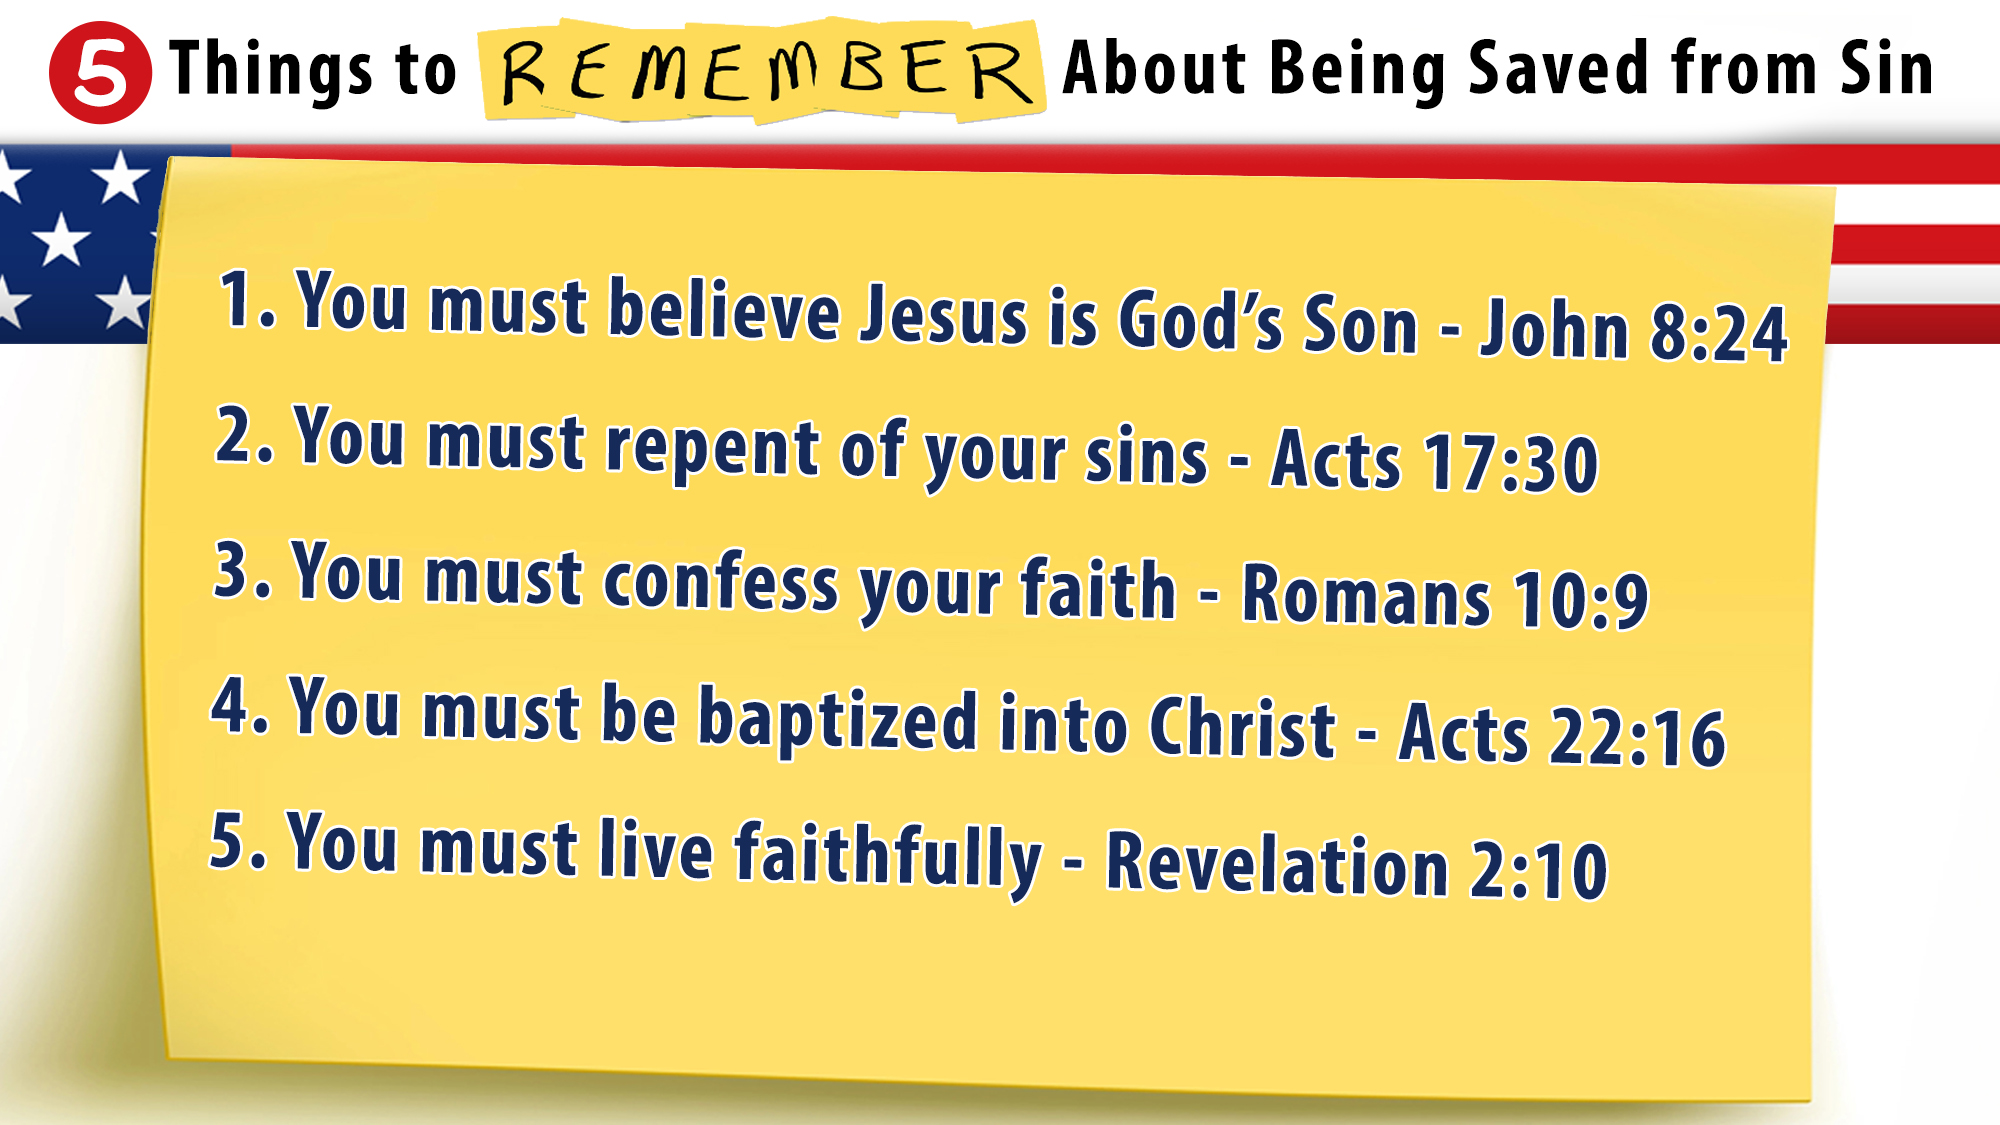 5 Things to REMEMBER About Being Saved from Sin
1. You must believe Jesus is God’s Son - John 8:24
2. You must repent of your sins - Acts 17:30
3. You must confess your faith - Romans 10:9
4. You must be baptized into Christ - Acts 22:16
5. You must live faithfully - Revelation 2:10